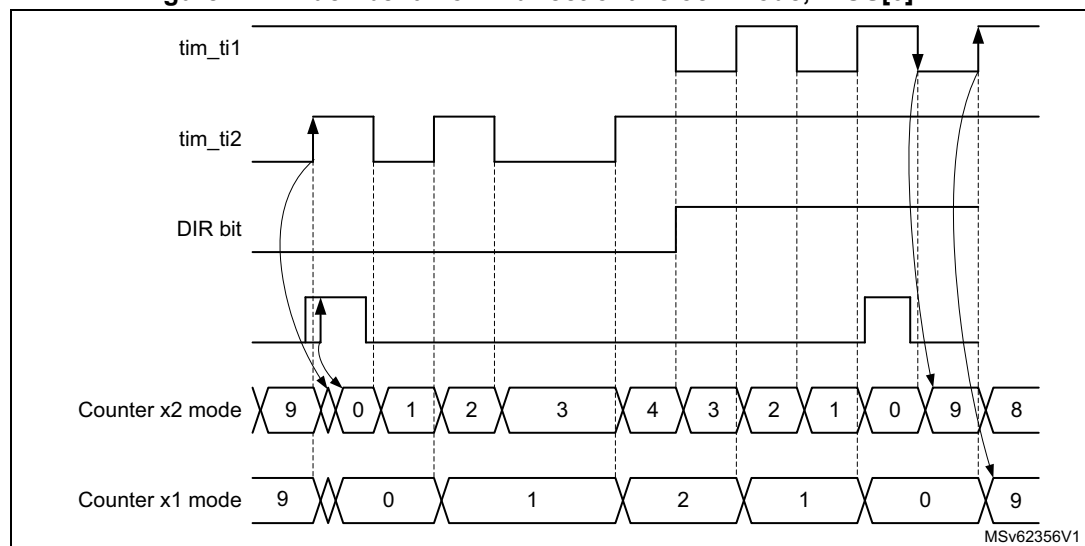 tim_ti1
tim_ti2
DIR bit
Counter x2 mode 9 0 1 2 3 4 3 2 1 0 9 8
Counter x1 mode 9 0 1 2 1 0 9
MSv62356V1